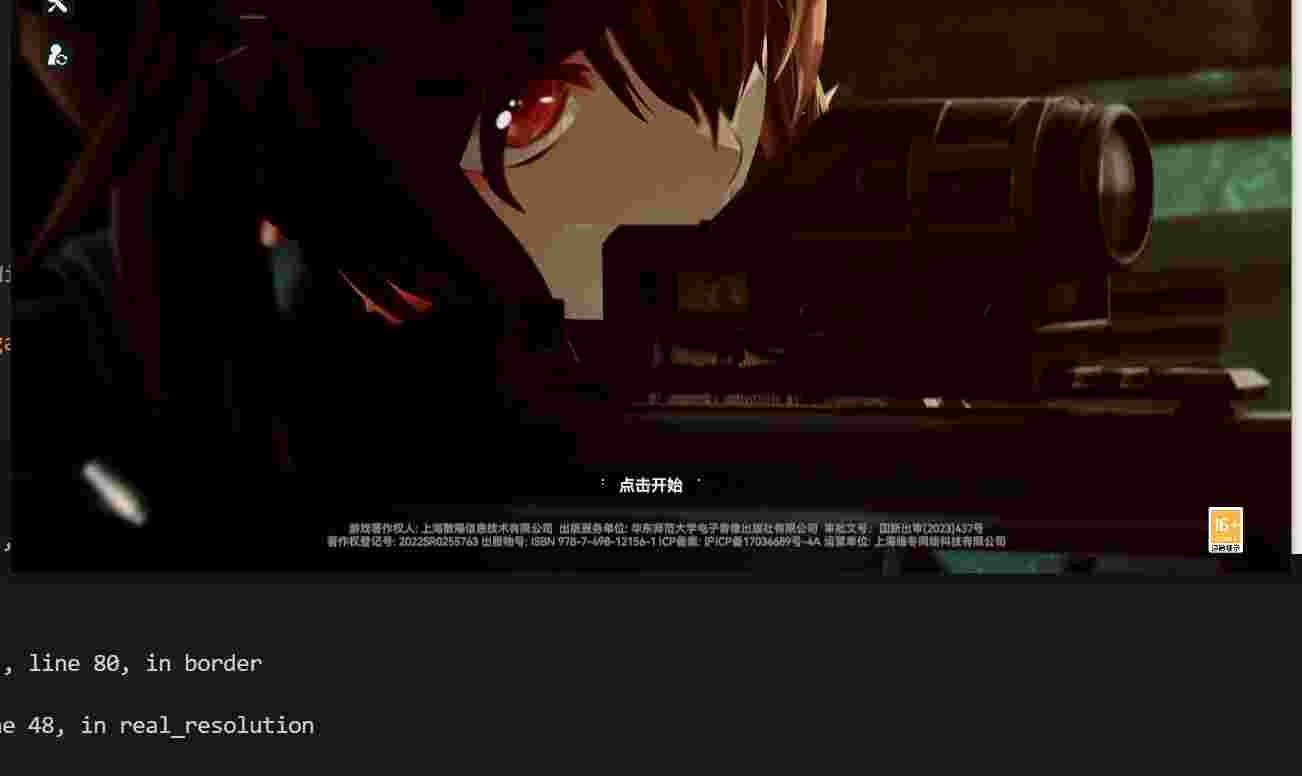 点击开始
游戏著作权人: 上海散爆信息技术有限公司 出版服务单位: 华东师范大学电子音像出版社有限公司 审批文号: 国新出审[2023]437号
著作权登记号: 2022SR0255763 出版物号: ISBN 978-7-498-12156-1 ICP备案: 沪ICP备17036689号-4A 运营单位: 上海暗冬网络科技有限公司
16+
, line 80, in border
e 48, in real_resolution